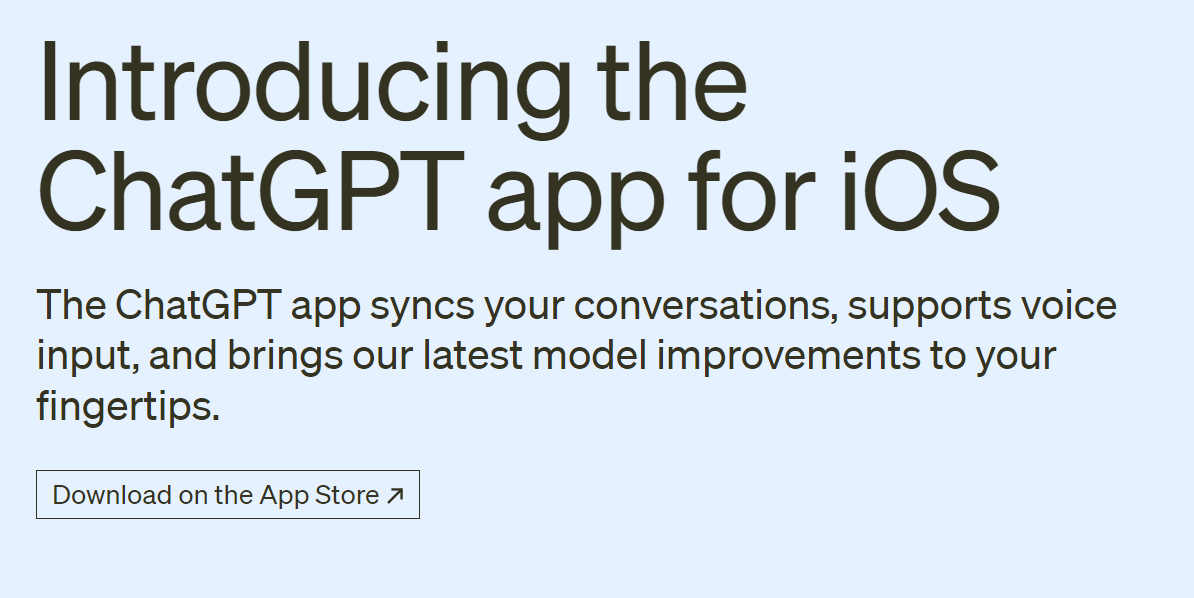 Introducing the
ChatGPT app for iOS
The ChatGPT app syncs your conversations, supports voice
input, and brings our latest model improvements to your
fingertips.
Download on the App Store ↗